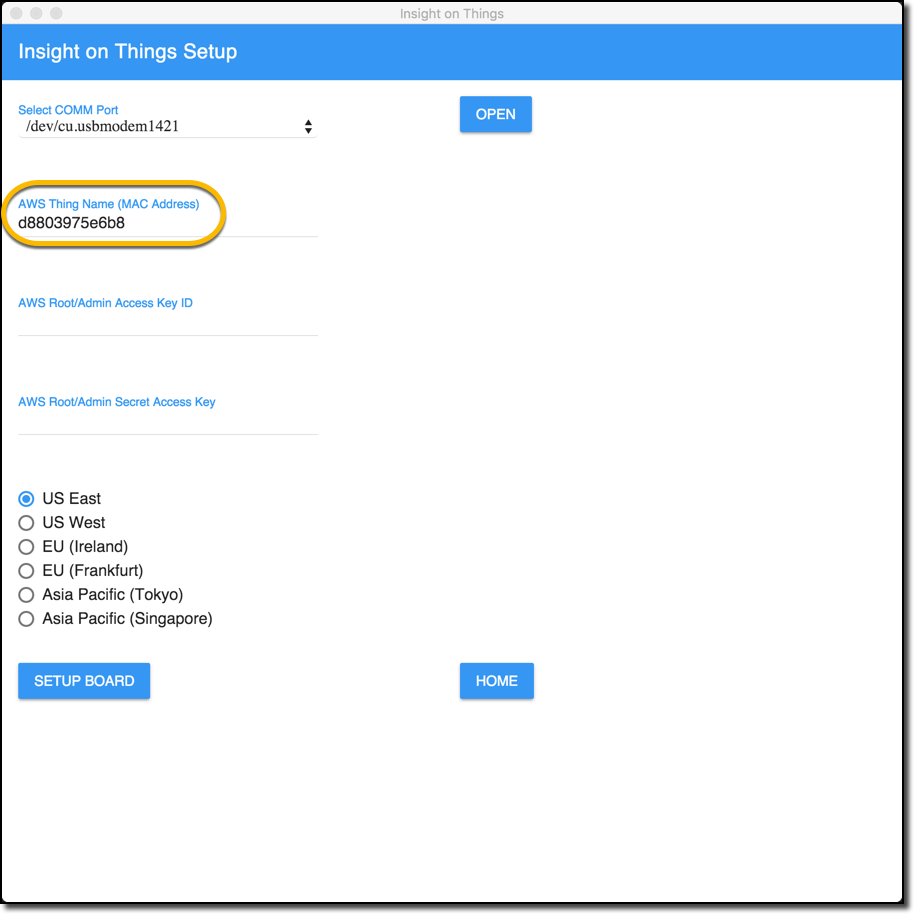 Insight on Things
Insight on Things Setup
Select COMM Port
/dev/cu.usbmodem1421
OPEN
AWS Thing Name (MAC Address)
d8803975e6b8
AWS Root/Admin Access Key ID
AWS Root/Admin Secret Access Key
US East
US West
EU (Ireland)
EU (Frankfurt)
Asia Pacific (Tokyo)
Asia Pacific (Singapore)
SETUP BOARD
HOME